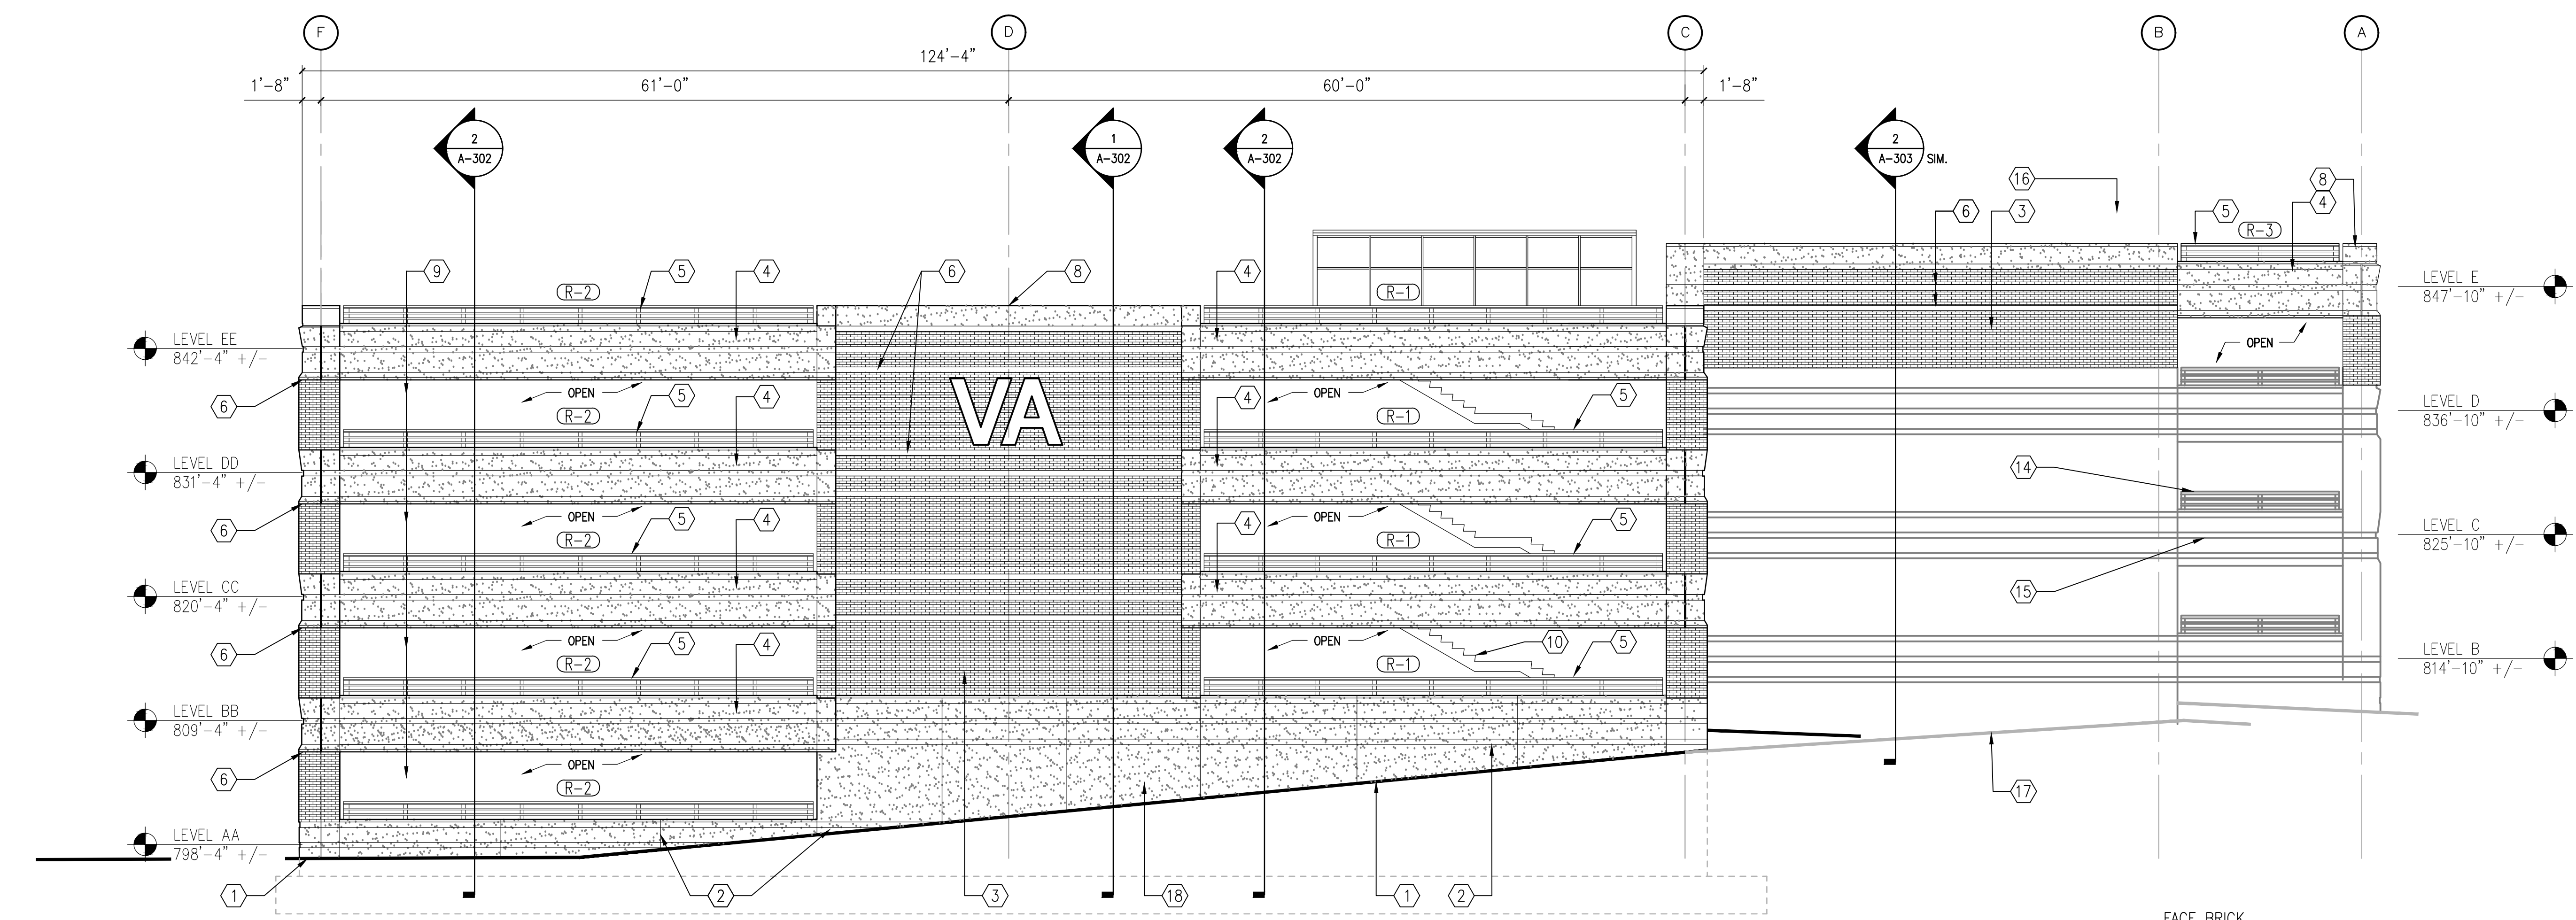 F
D
C
B
A
124'-4"
1'-8"
61'-0"
60'-0"
1'-8"
2
A-302
1
A-302
2
A-302
2
A-303
SIM.
16
8
6
3
5
4
R-3
9
5
4
6
8
4
R-2
R-1
LEVEL E
847'-10" +/-
LEVEL EE
842'-4" +/-
OPEN
6
OPEN
R-2
5
4
VA
4
OPEN
R-1
5
LEVEL D
836'-10" +/-
LEVEL DD
831'-4" +/-
14
6
OPEN
R-2
5
4
4
OPEN
R-1
5
LEVEL C
825'-10" +/-
LEVEL CC
820'-4" +/-
15
6
OPEN
R-2
5
4
OPEN
R-1
10
5
LEVEL B
814'-10" +/-
LEVEL BB
809'-4" +/-
6
OPEN
R-2
17
LEVEL AA
798'-4" +/-
1
2
3
18
1
2
FACE BRICK